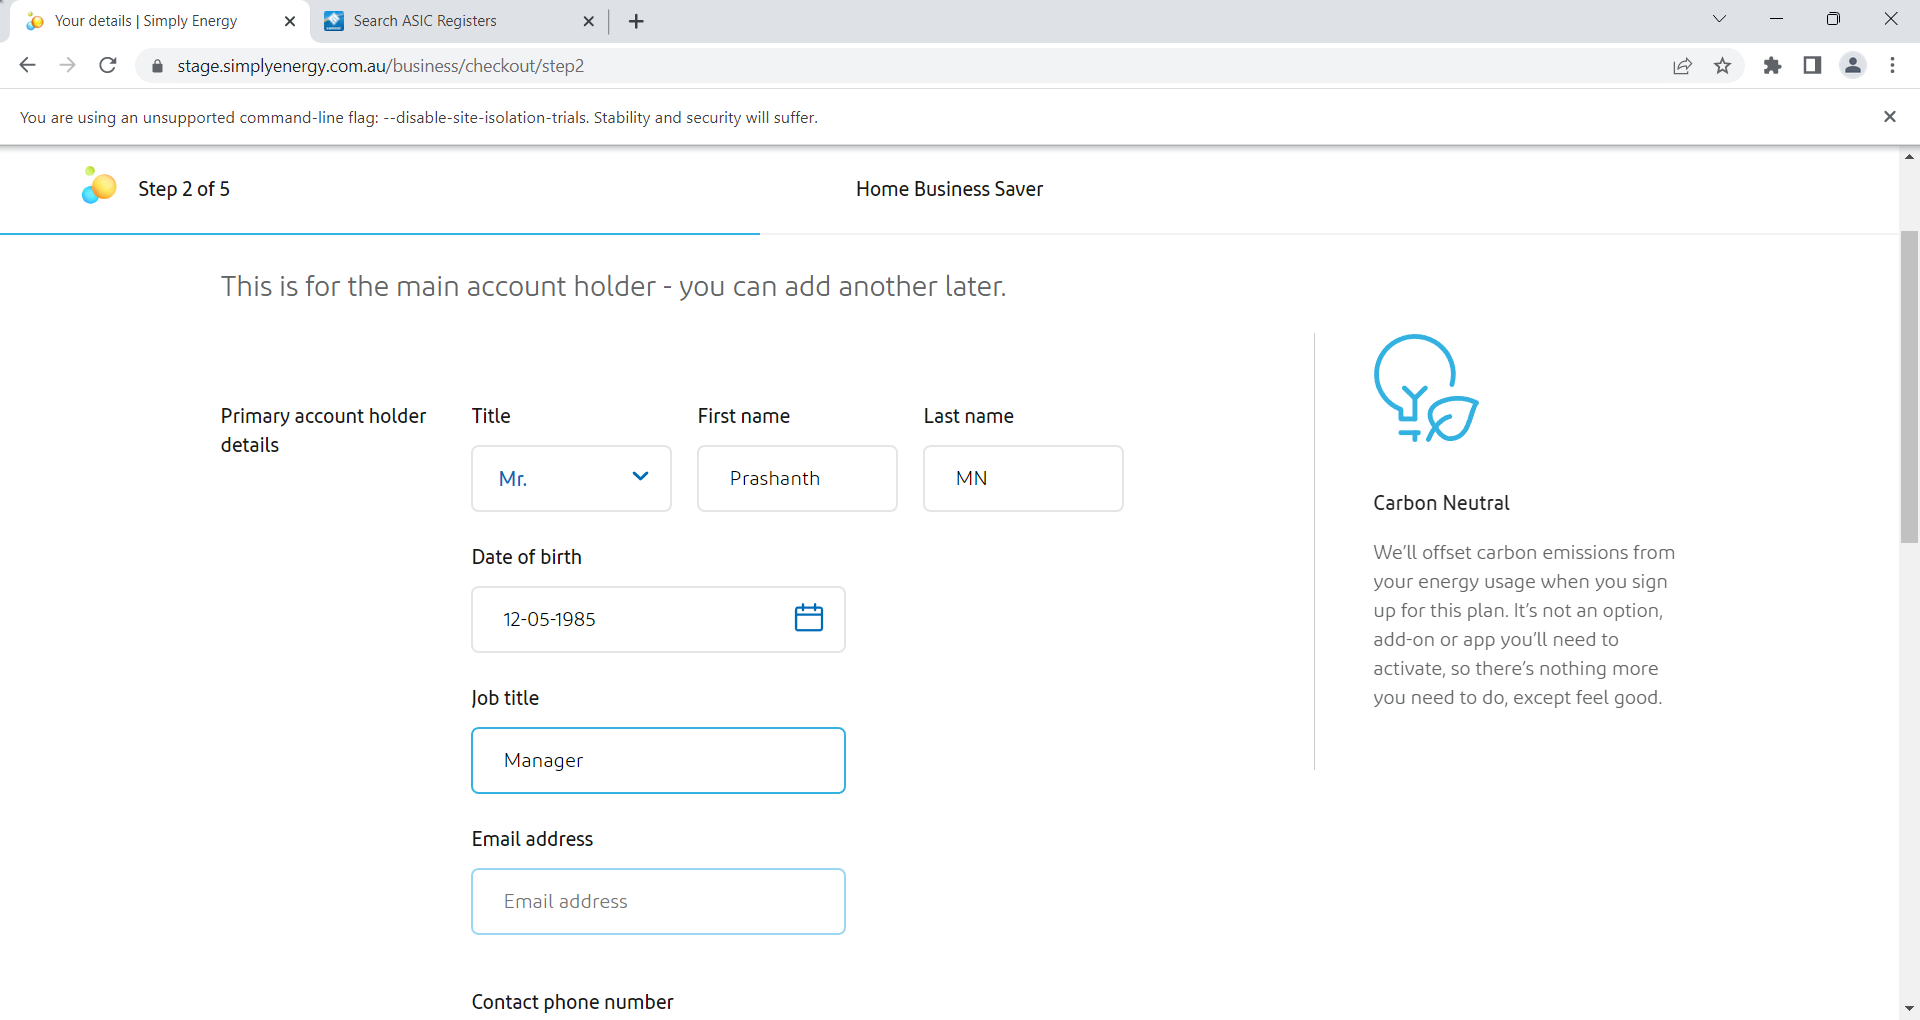 Your details | Simply Energy
Search ASIC Registers
stage.simplyenergy.com.au/business/checkout/step2
You are using an unsupported command-line flag: --disable-site-isolation-trials. Stability and security will suffer.
Step 2 of 5
Home Business Saver
This is for the main account holder - you can add another later.
Primary account holder
details
Title
First name
Last name
Mr.
Prashanth
MN
Date of birth
12-05-1985
Job title
Manager
Email address
Email address
Contact phone number
Carbon Neutral
We’ll offset carbon emissions from
your energy usage when you sign
up for this plan. It’s not an option,
add-on or app you’ll need to
activate, so there’s nothing more
you need to do, except feel good.